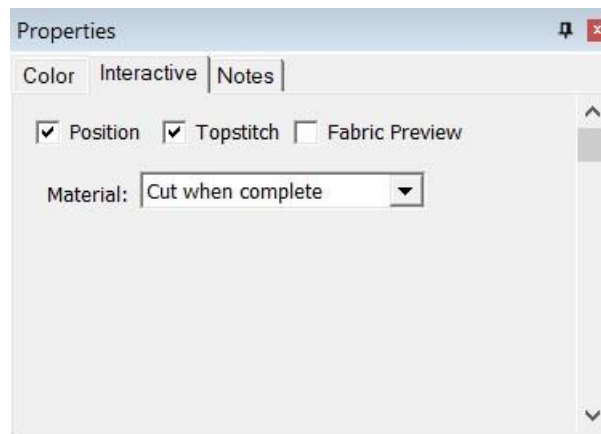 Properties
Color Interactive Notes
Position Topstitch Fabric Preview
Material: Cut when complete